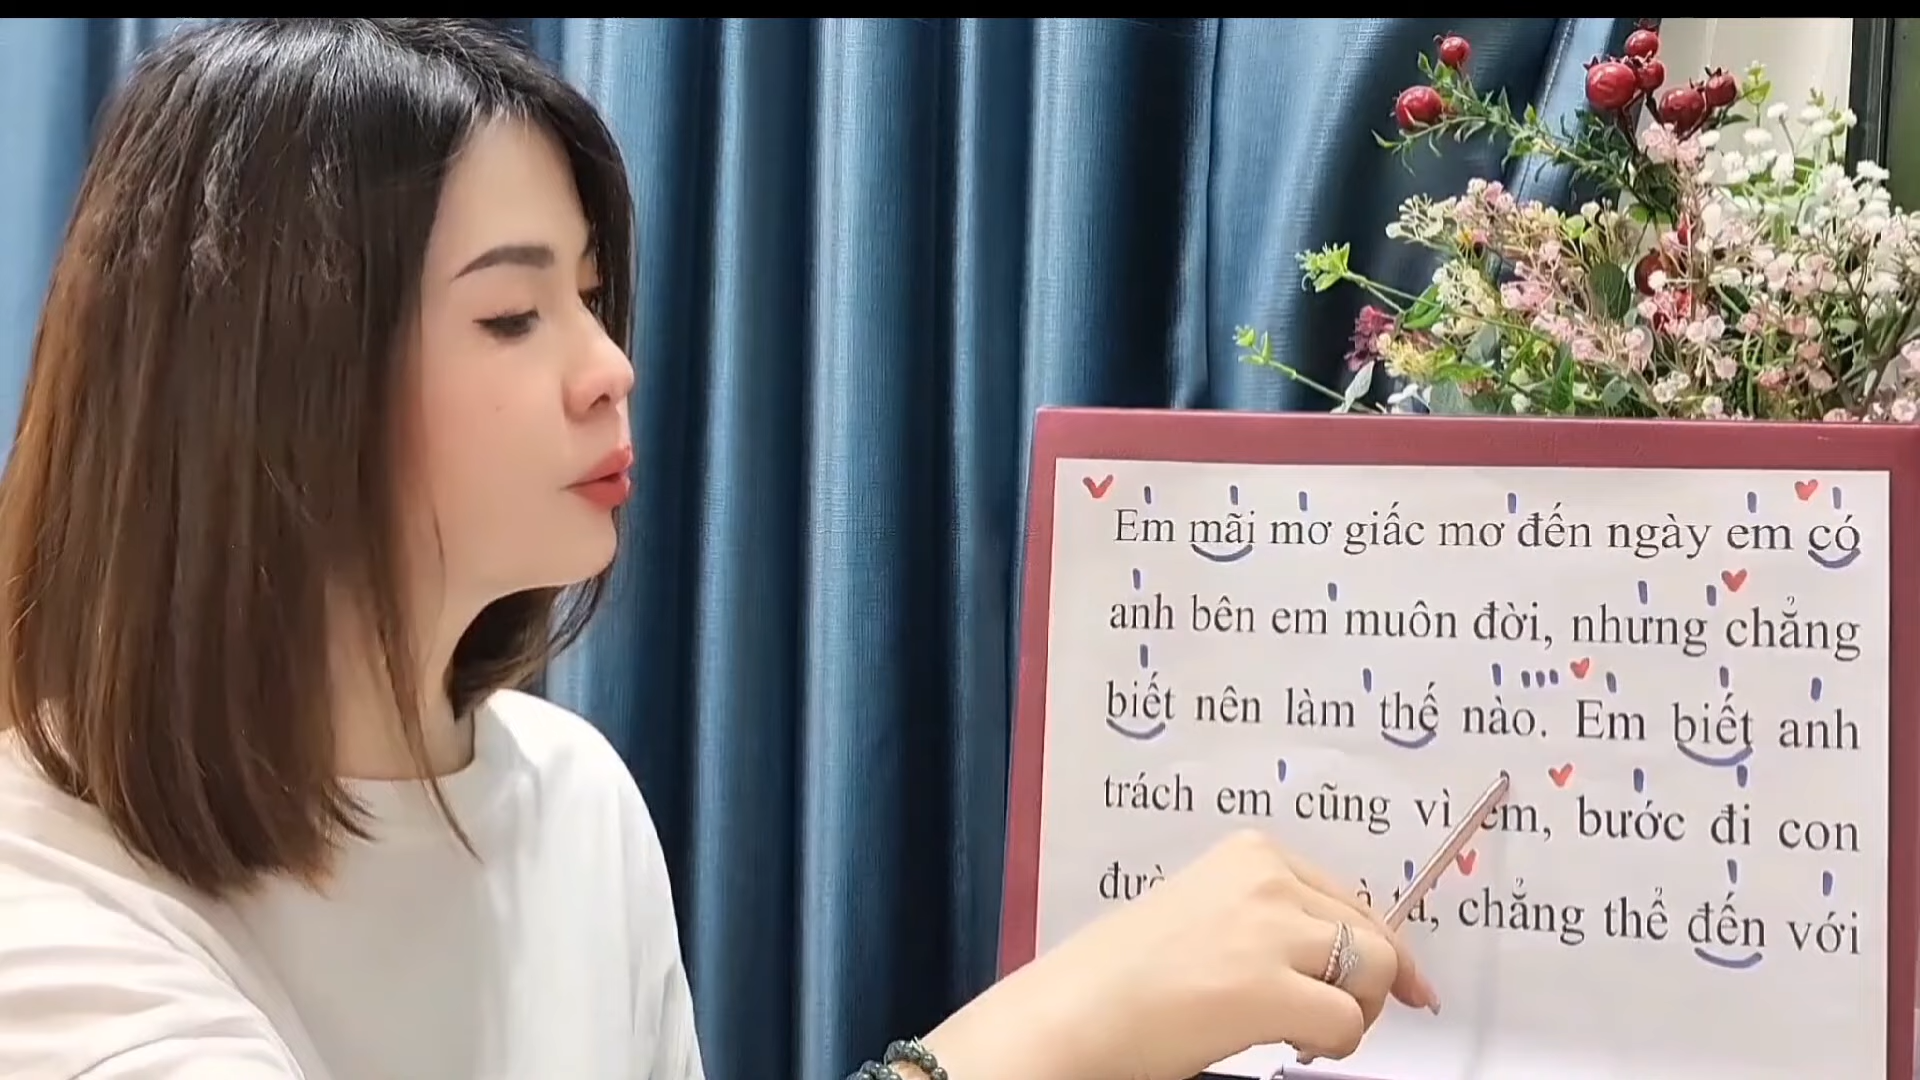 Em mãi mơ giấc mơ đến ngày em có
anh bên em muôn đời, nhưng chẳng
biết nên làm thế nào. Em biết anh
trách em cũng vì em, bước đi con
chẳng thể đến với